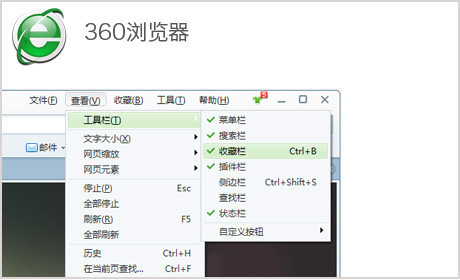 360浏览器
文件(F) 查看(V) 收藏(B) 工具(T) 帮助(H) 5
工具栏(T)
文字大小(X)
网页缩放
网页元素
停止(P) Esc
全部停止
刷新(R) F5
全部刷新
历史 Ctrl+H
在当前页查找... Ctrl+F
菜单栏
搜索栏
收藏栏 Ctrl+B
插件栏
侧边栏 Ctrl+Shift+S
查找栏
状态栏
自定义按钮
邮件